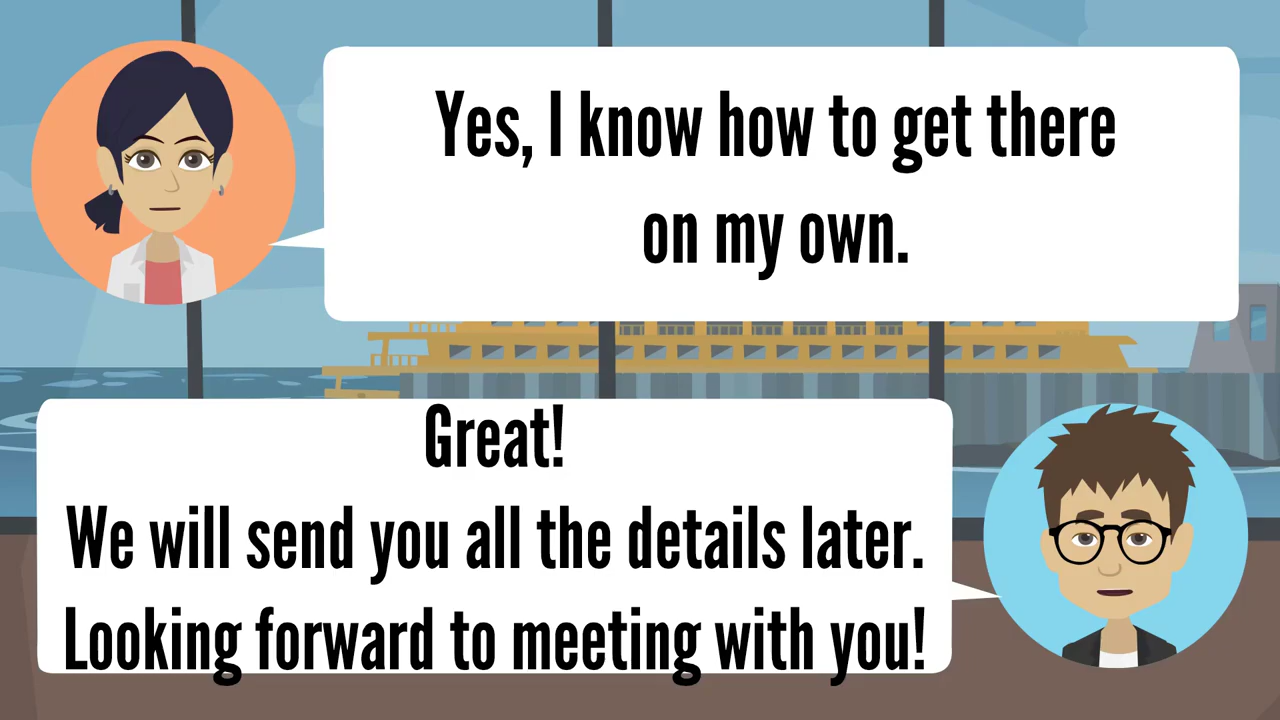 Yes, I know how to get there
on my own.
Great!
We will send you all the details later.
Looking forward to meeting with you!